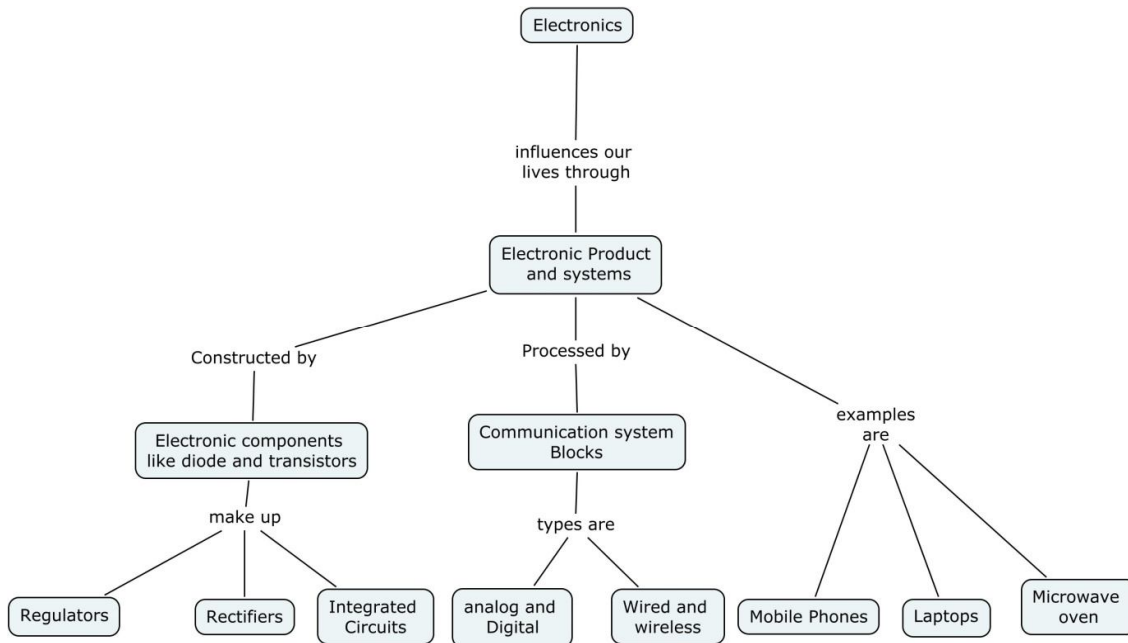 Electronics
influences our
lives through
Electronic Product
and systems
Constructed by
Processed by
examples
are
Electronic components
like diode and transistors
Communication system
Blocks
make up
types are
Regulators
Rectifiers
Integrated
Circuits
analog and
Digital
Wired and
wireless
Mobile Phones
Laptops
Microwave
oven